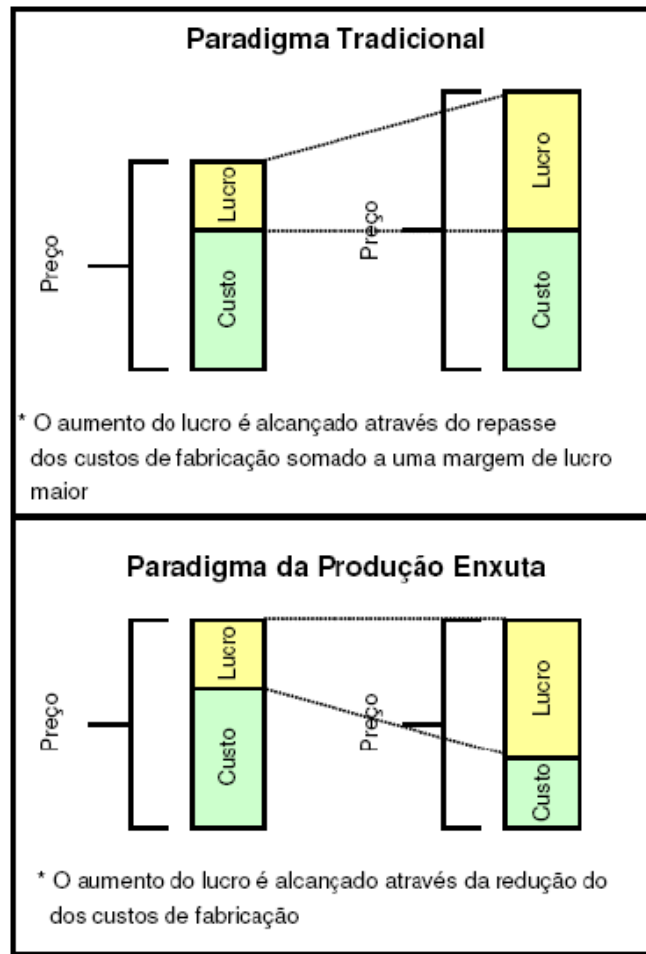 Paradigma Tradicional
Lucro
Custo
Preço
Lucro
Custo
Preço
* O aumento do lucro é alcançado através do repasse
dos custos de fabricação somado a uma margem de lucro
maior
Paradigma da Produção Enxuta
Lucro
Custo
Preço
Lucro
Custo
Preço
* O aumento do lucro é alcançado através da redução do
dos custos de fabricação